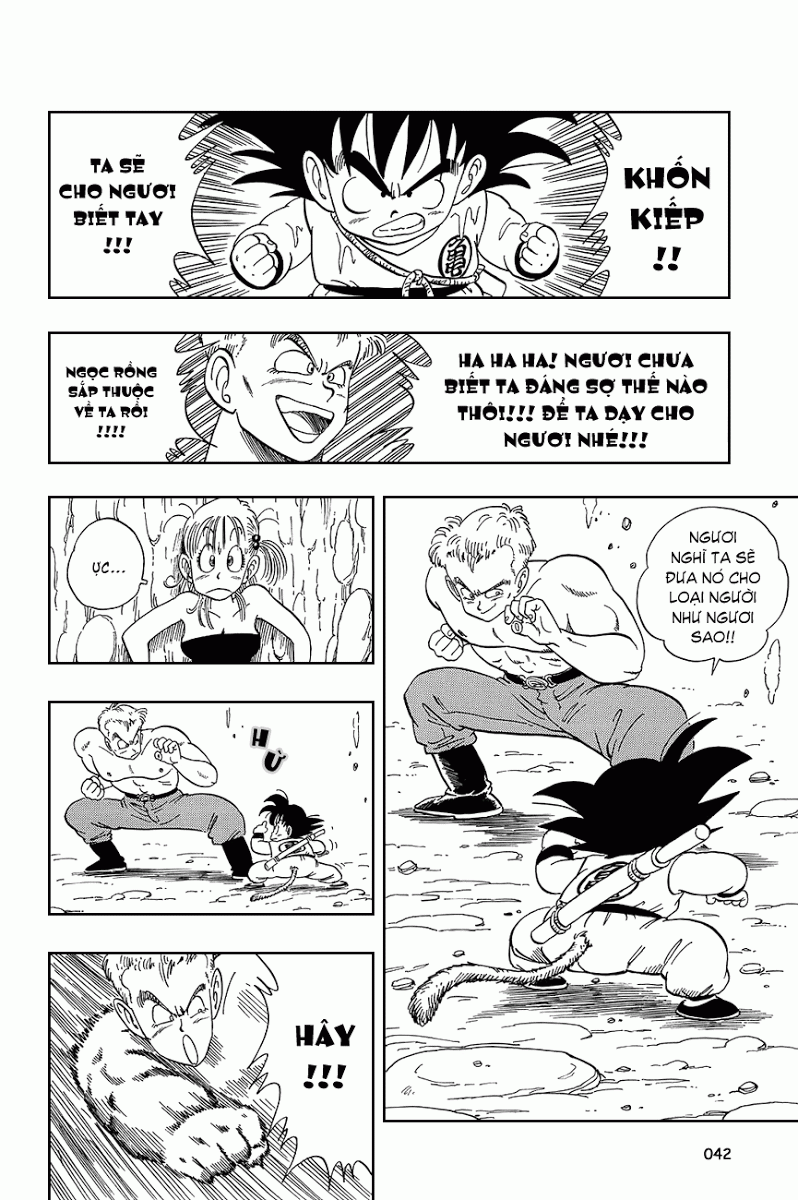 KHỐN
KIẾP
!!
TA SẼ
CHO NGƯƠI
BIẾT TAY
!!!
亀
HA HA HA! NGƯƠI CHƯA
BIẾT TA ĐÁNG SỢ THẾ NÀO
THÔI!!! ĐỂ TA DẠY CHO
NGƯƠI NHÉ!!!
NGỌC RỒNG
SẮP THUỘC
VỀ TA RỒI
!!!!
NGƯƠI
NGHĨ TA SẼ
ĐƯA NÓ CHO
LOẠI NGƯỜI
NHƯ NGƯƠI
SAO!!
ỰC...
HỪ
HÂY
!!!
042